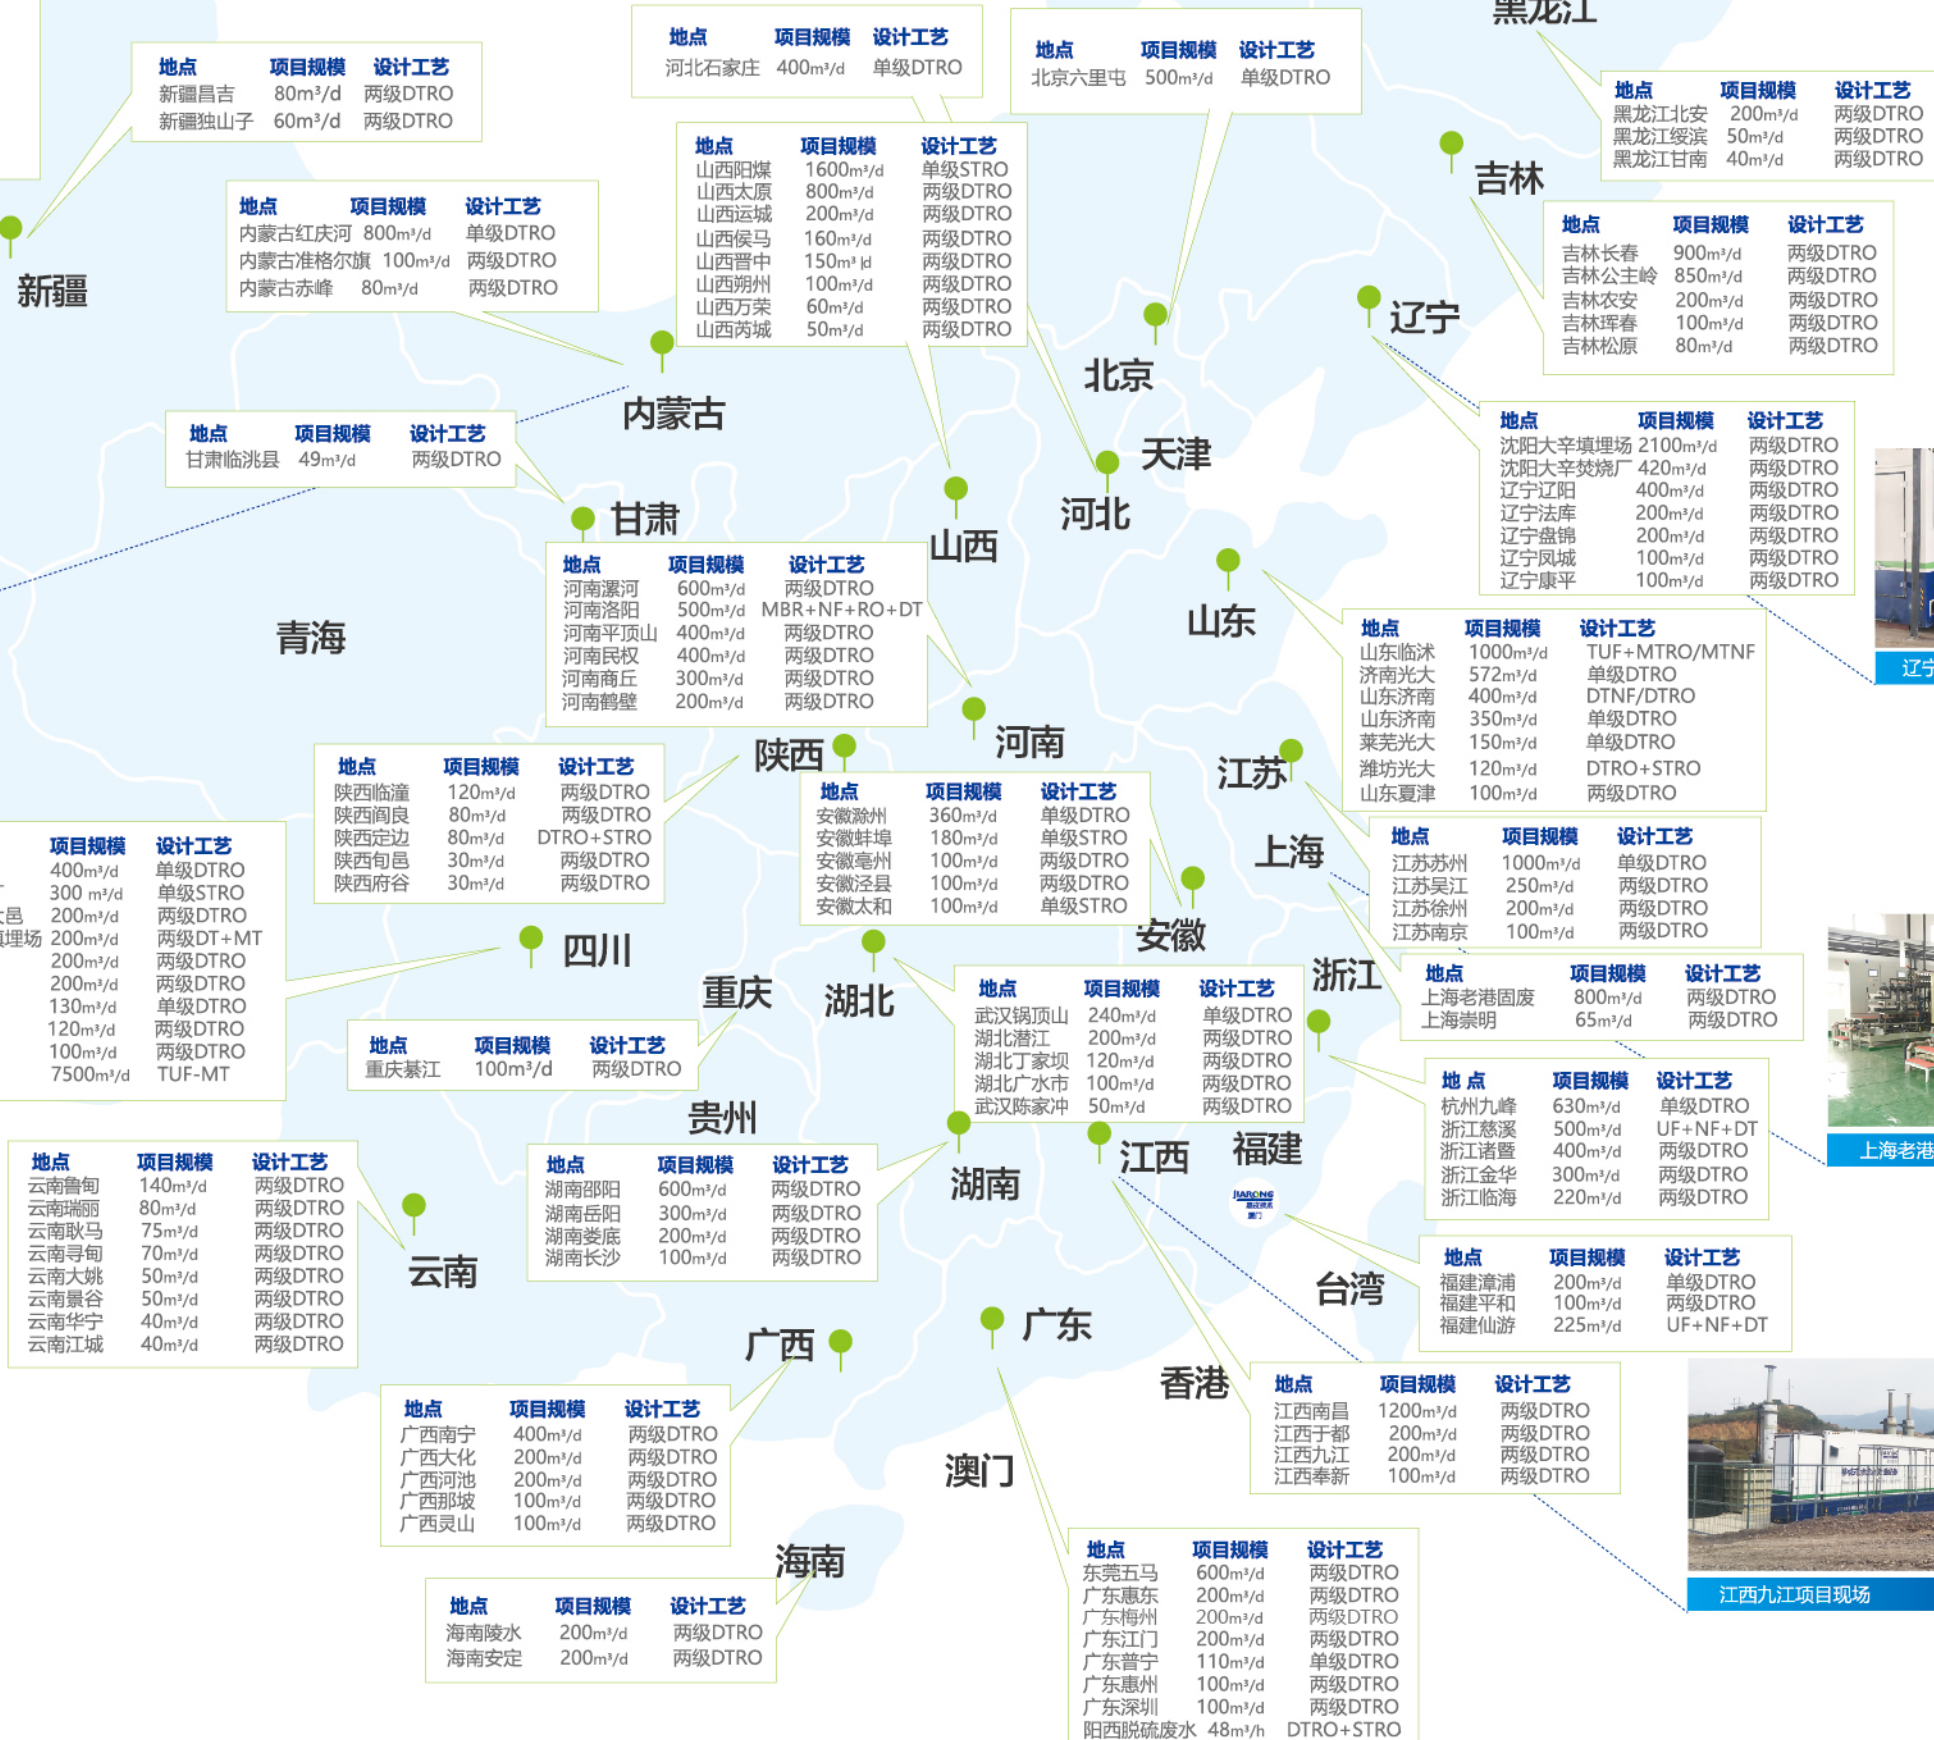 黑龙江
地点 项目规模 设计工艺
河北石家庄 400m³/d 单级DTRO
地点 项目规模 设计工艺
北京六里屯 500m³/d 单级DTRO
地点 项目规模 设计工艺
新疆昌吉 80m³/d 两级DTRO
新疆独山子 60m³/d 两级DTRO
新疆
地点 项目规模 设计工艺
黑龙江北安 200m³/d 两级DTRO
黑龙江绥滨 50m³/d 两级DTRO
黑龙江甘南 40m³/d 两级DTRO
地点 项目规模 设计工艺
山西阳煤 1600m³/d 单级STRO
山西太原 800m³/d 两级DTRO
山西运城 200m³/d 两级DTRO
山西侯马 160m³/d 两级DTRO
山西晋中 150m³ld 两级DTRO
山西朔州 100m³/d 两级DTRO
山西万荣 60m³/d 两级DTRO
山西芮城 50m³/d 两级DTRO
吉林
地点 项目规模 设计工艺
内蒙古红庆河 800m³/d 单级DTRO
内蒙古准格尔旗 100m³/d 两级DTRO
内蒙古赤峰 80m³/d 两级DTRO
内蒙古
地点 项目规模 设计工艺
吉林长春 900m³/d 两级DTRO
吉林公主岭 850m³/d 两级DTRO
吉林农安 200m³/d 两级DTRO
吉林珲春 100m³/d 两级DTRO
吉林松原 80m³/d 两级DTRO
辽宁
北京
天津
河北
山西
地点 项目规模 设计工艺
沈阳大辛填埋场 2100m³/d 两级DTRO
沈阳大辛焚烧厂 420m³/d 两级DTRO
辽宁辽阳 400m³/d 两级DTRO
辽宁法库 200m³/d 两级DTRO
辽宁盘锦 200m³/d 两级DTRO
辽宁凤城 100m³/d 两级DTRO
辽宁康平 100m³/d 两级DTRO
辽宁
地点 项目规模 设计工艺
甘肃临洮县 49m³/d 两级DTRO
甘肃
青海
地点 项目规模 设计工艺
河南漯河 600m³/d 两级DTRO
河南洛阳 500m³/d MBR+NF+RO+DT
河南平顶山 400m³/d 两级DTRO
河南民权 400m³/d 两级DTRO
河南商丘 300m³/d 两级DTRO
河南鹤壁 200m³/d 两级DTRO
河南
山东
地点 项目规模 设计工艺
山东临沭 1000m³/d TUF+MTRO/MTNF
济南光大 572m³/d 单级DTRO
山东济南 400m³/d DTNF/DTRO
山东济南 350m³/d 单级DTRO
莱芜光大 150m³/d 单级DTRO
潍坊光大 120m³/d DTRO+STRO
山东夏津 100m³/d 两级DTRO
陕西
地点 项目规模 设计工艺
陕西临潼 120m³/d 两级DTRO
陕西阎良 80m³/d 两级DTRO
陕西定边 80m³/d DTRO+STRO
陕西旬邑 30m³/d 两级DTRO
陕西府谷 30m³/d 两级DTRO
地点 项目规模 设计工艺
安徽滁州 360m³/d 单级DTRO
安徽蚌埠 180m³/d 单级STRO
安徽亳州 100m³/d 两级DTRO
安徽泾县 100m³/d 两级DTRO
安徽太和 100m³/d 单级STRO
安徽
江苏
上海
地点 项目规模 设计工艺
江苏苏州 1000m³/d 单级DTRO
江苏吴江 250m³/d 两级DTRO
江苏徐州 200m³/d 两级DTRO
江苏南京 100m³/d 两级DTRO
项目规模 设计工艺
400m³/d 单级DTRO
300 m³/d 单级STRO
邑 200m³/d 两级DTRO
埋场 200m³/d 两级DT+MT
200m³/d 两级DTRO
200m³/d 两级DTRO
130m³/d 单级DTRO
120m³/d 两级DTRO
100m³/d 两级DTRO
7500m³/d TUF-MT
四川
重庆
湖北
浙江
地点 项目规模 设计工艺
上海老港固废 800m³/d 两级DTRO
上海崇明 65m³/d 两级DTRO
上海老港
地点 项目规模 设计工艺
重庆綦江 100m³/d 两级DTRO
地点 项目规模 设计工艺
武汉锅顶山 240m³/d 单级DTRO
湖北潜江 200m³/d 两级DTRO
湖北丁家坝 120m³/d 两级DTRO
湖北广水市 100m³/d 两级DTRO
武汉陈家冲 50m³/d 两级DTRO
地 点 项目规模 设计工艺
杭州九峰 630m³/d 单级DTRO
浙江慈溪 500m³/d UF+NF+DT
浙江诸暨 400m³/d 两级DTRO
浙江金华 300m³/d 两级DTRO
浙江临海 220m³/d 两级DTRO
贵州
地点 项目规模 设计工艺
云南鲁甸 140m³/d 两级DTRO
云南瑞丽 80m³/d 两级DTRO
云南耿马 75m³/d 两级DTRO
云南寻甸 70m³/d 两级DTRO
云南大姚 50m³/d 两级DTRO
云南景谷 50m³/d 两级DTRO
云南华宁 40m³/d 两级DTRO
云南江城 40m³/d 两级DTRO
云南
地点 项目规模 设计工艺
湖南邵阳 600m³/d 两级DTRO
湖南岳阳 300m³/d 两级DTRO
湖南娄底 200m³/d 两级DTRO
湖南长沙 100m³/d 两级DTRO
湖南
江西
福建
JIARONG
厦门
地点 项目规模 设计工艺
福建漳浦 200m³/d 单级DTRO
福建平和 100m³/d 两级DTRO
福建仙游 225m³/d UF+NF+DT
台湾
广西
广东
香港
地点 项目规模 设计工艺
江西南昌 1200m³/d 两级DTRO
江西于都 200m³/d 两级DTRO
江西九江 200m³/d 两级DTRO
江西奉新 100m³/d 两级DTRO
地点 项目规模 设计工艺
广西南宁 400m³/d 两级DTRO
广西大化 200m³/d 两级DTRO
广西河池 200m³/d 两级DTRO
广西那坡 100m³/d 两级DTRO
广西灵山 100m³/d 两级DTRO
澳门
海南
地点 项目规模 设计工艺
海南陵水 200m³/d 两级DTRO
海南安定 200m³/d 两级DTRO
地点 项目规模 设计工艺
东莞五马 600m³/d 两级DTRO
广东惠东 200m³/d 两级DTRO
广东梅州 200m³/d 两级DTRO
广东江门 200m³/d 两级DTRO
广东普宁 110m³/d 单级DTRO
广东惠州 100m³/d 两级DTRO
广东深圳 100m³/d 两级DTRO
阳西脱硫废水 48m³/h DTRO+STRO
江西九江项目现场